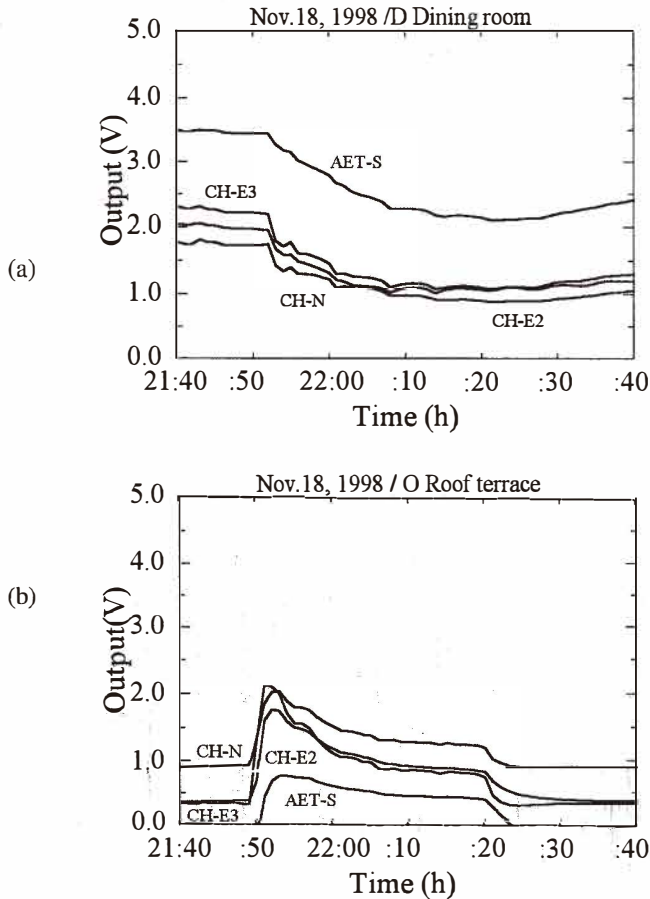 Nov.18, 1998 /D Dining room
5.0
4.0
3.0
2.0
1.0
0.0
Output (V)
AET-S
CH-E3
CH-N
CH-E2
(a)
21:40 :50 22:00 :10 :20 :30 :40
Time (h)
Nov.18, 1998 / O Roof terrace
5.0
4.0
3.0
2.0
1.0
0.0
Output(V)
(b)
CH-N
CH-E2
AET-S
CH-E3
21:40 :50 22:00 :10 :20 :30 :40
Time (h)